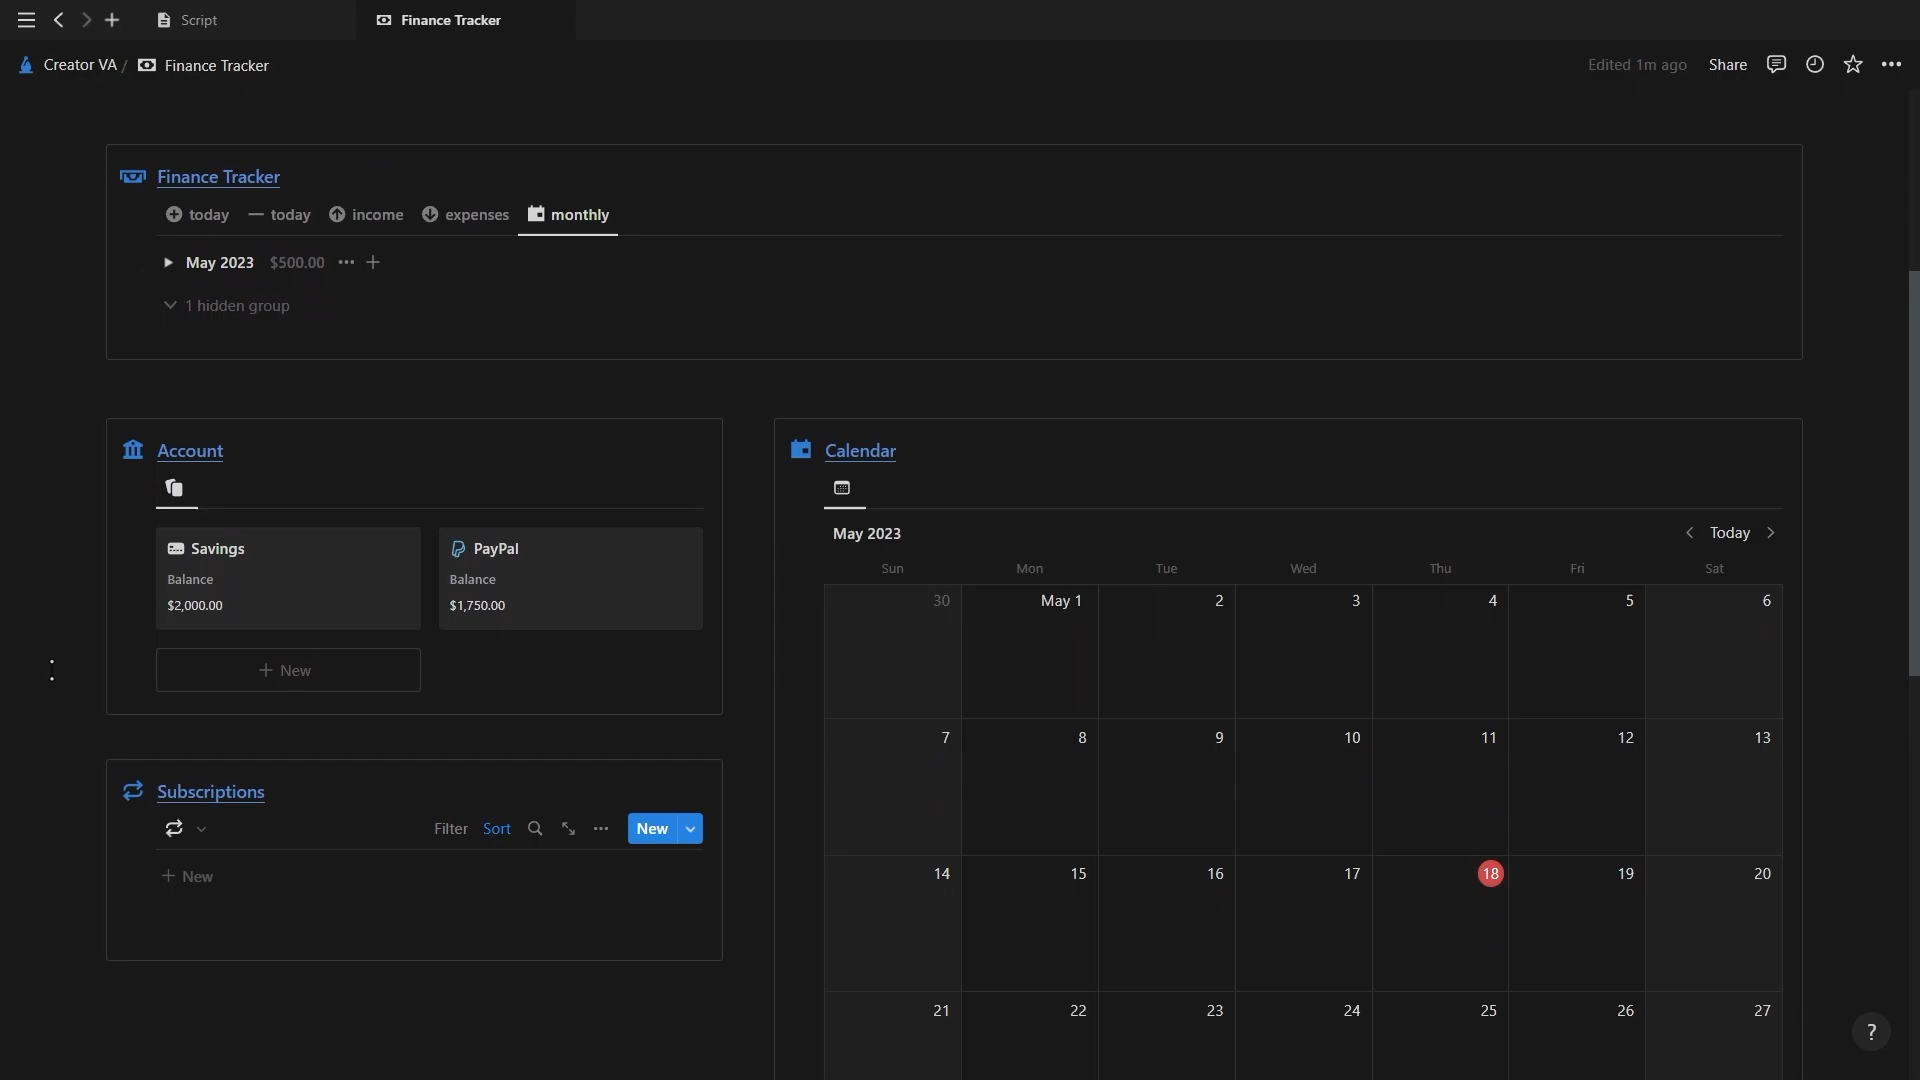 Script
Finance Tracker
Creator VA / Finance Tracker
Edited 1m ago Share
Finance Tracker
today today income expenses monthly
May 2023 $500.00
1 hidden group
Account
Savings
Balance
$2,000.00
PayPal
Balance
$1,750.00
New
Subscriptions
Filter Sort New
New
Calendar
May 2023 Today
Sun Mon Tue Wed Thu Fri Sat
30 May 1 2 3 4 5 6
7 8 9 10 11 12 13
14 15 16 17 18 19 20
21 22 23 24 25 26 27
?